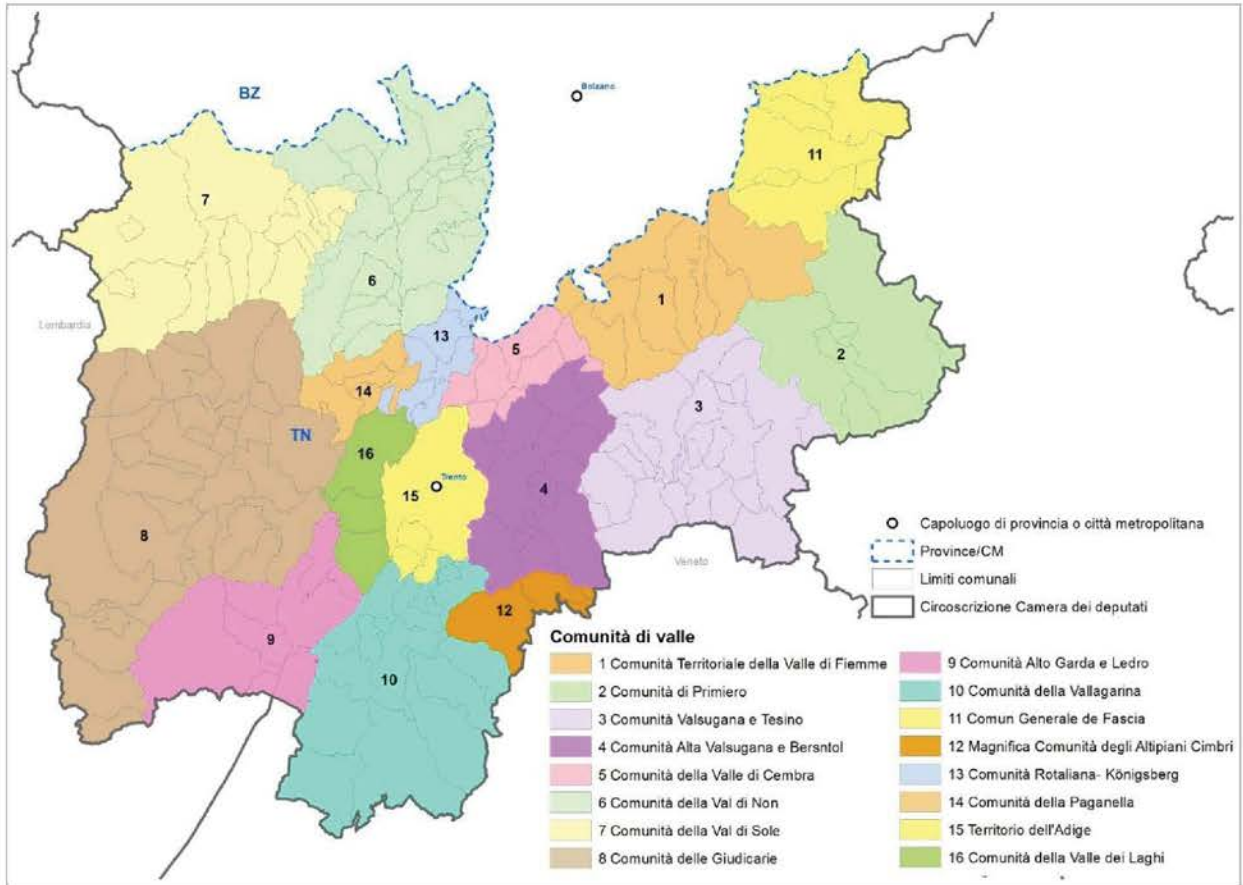 BZ
Bolzano
11
7
6
1
Lombardia
13
5
2
14
3
TN
16
Trento
15
4
8
Veneto
12
9
10
Capoluogo di provincia o città metropolitana
Province/CM
Limiti comunali
Circoscrizione Camera dei deputati
Comunità di valle
1 Comunità Territoriale della Valle di Fiemme
2 Comunità di Primiero
3 Comunità Valsugana e Tesino
4 Comunità Alta Valsugana e Bersntol
5 Comunità della Valle di Cembra
6 Comunità della Val di Non
7 Comunità della Val di Sole
8 Comunità delle Giudicarie
9 Comunità Alto Garda e Ledro
10 Comunità della Vallagarina
11 Comun Generale de Fascia
12 Magnifica Comunità degli Altipiani Cimbri
13 Comunità Rotaliana- Königsberg
14 Comunità della Paganella
15 Territorio dell'Adige
16 Comunità della Valle dei Laghi